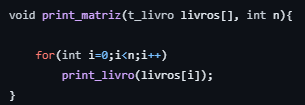 void print_matriz(t_livro livros[], int n){
for(int i=0;i<n;i++)
print_livro(livros[i]);
}